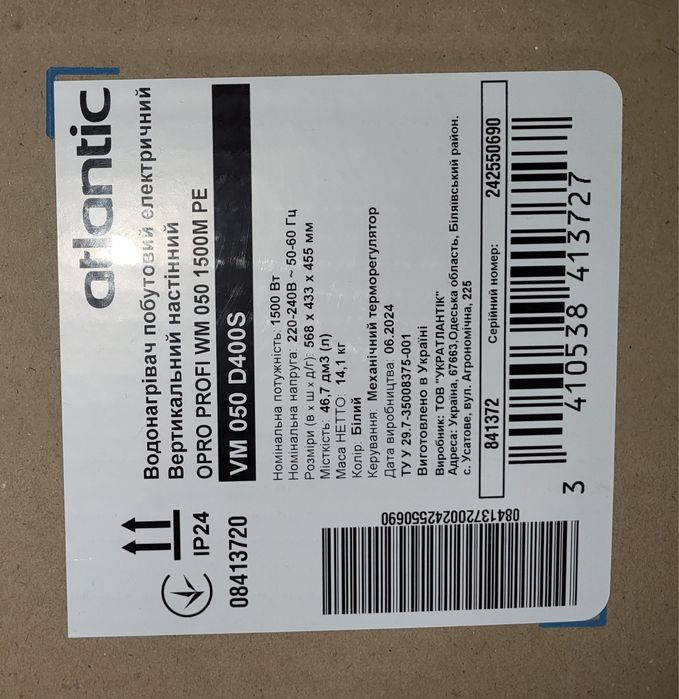 atlantic
Водонагрівач побутовий електричний
Вертикальний настінний
OPRO PROFI WM 050 1500M PE
VM 050 D400S
IP24
08413720
Номінальна потужність: 1500 Вт
Номінальна напруга: 220-240В ~ 50-60 Гц
Розміри (в х ш х д/г): 568 х 433 х 455 мм
Місткість: 46,7 дм3 (л)
Маса НЕТТО: 14,1 кг
Колір: Білий
Керування: Механічний терморегулятор
Дата виробництва: 06.2024
ТУ У 29.7-35008375-001
Виготовлено в Україні
Виробник: ТОВ "УКРАТЛАНТІК"
Адреса: Україна, 67663,Одеська область, Біляївський район.
с. Усатове, вул. Агрономічна, 225
841372 Серійний номер: 242550690
3 410538 413727
084137200242550690